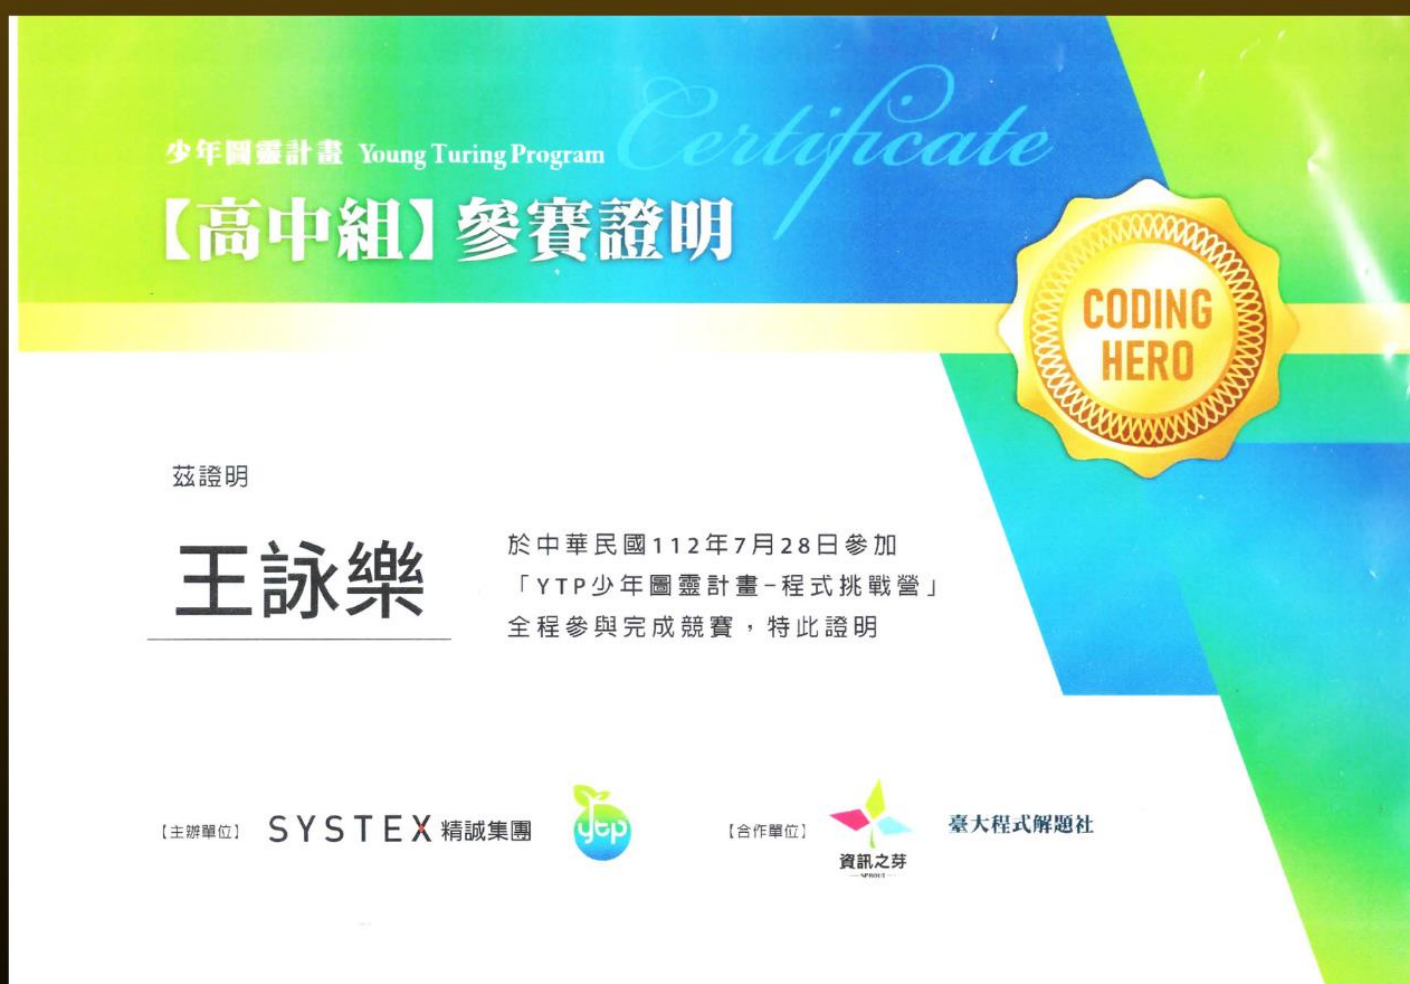 Certificate
少年圖靈計畫 Young Turing Program
【高中組】參賽證明
CODING
HERO
茲證明
王詠樂
於中華民國112年7月28日參加
「YTP少年圖靈計畫-程式挑戰營」
全程參與完成競賽，特此證明
【主辦單位】 SYSTEX 精誠集團 ytp 【合作單位】 資訊之芽 臺大程式解題社
SPROUT